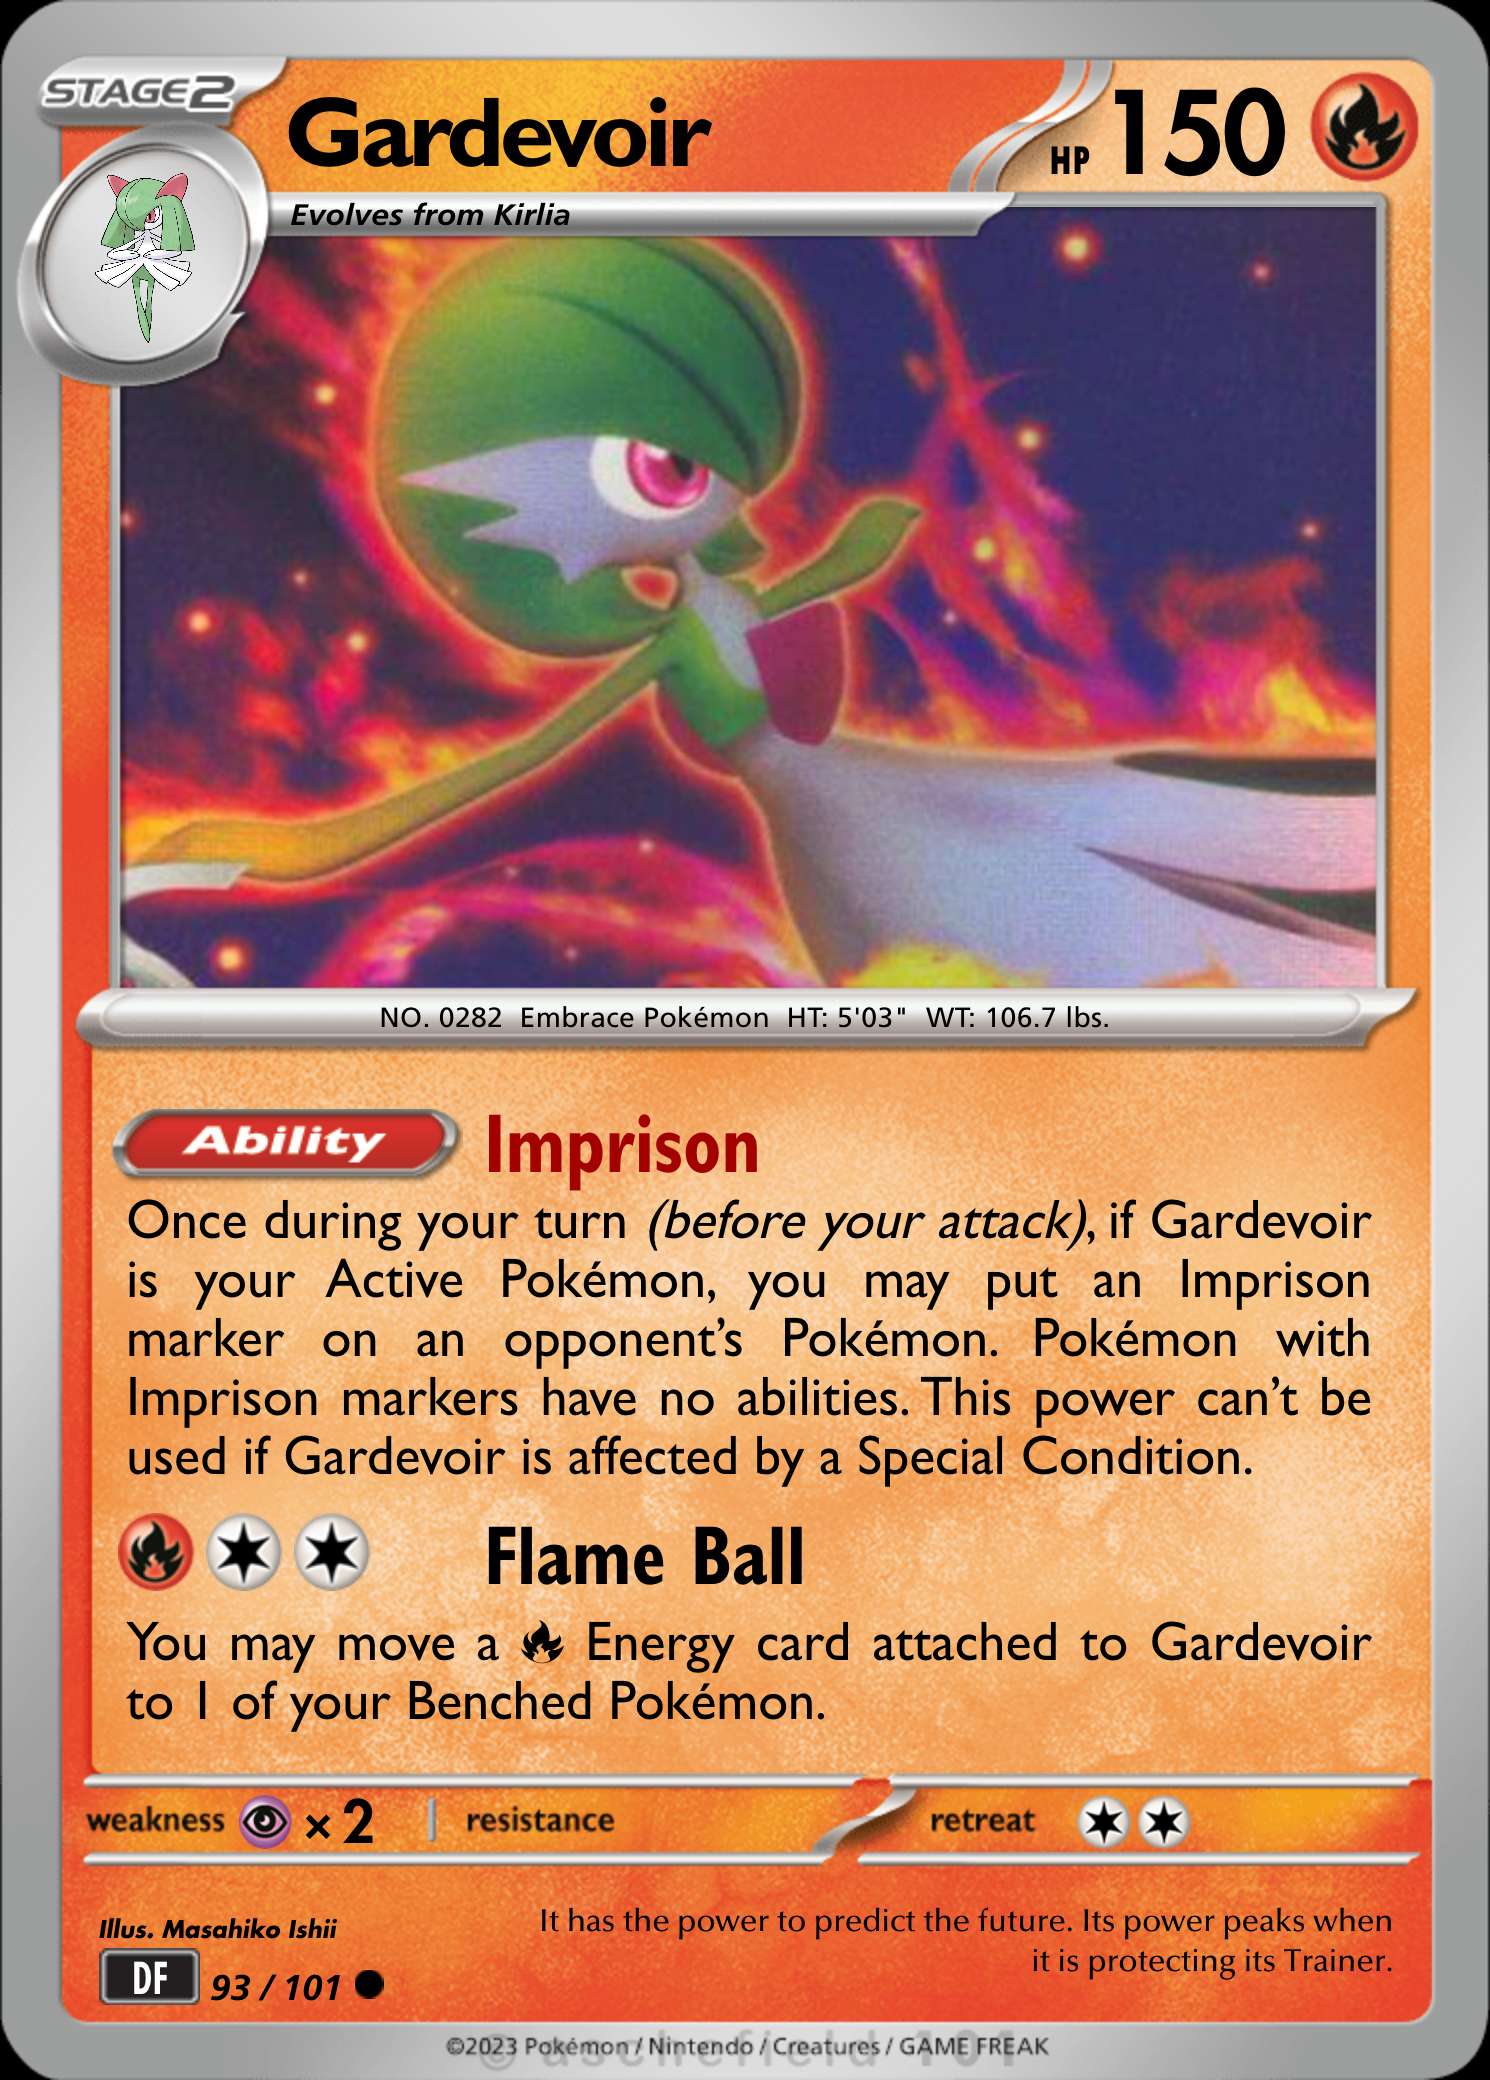 STAGE2
Gardevoir
HP 150
Evolves from Kirlia
NO. 0282 Embrace Pokémon HT: 5'03" WT: 106.7 lbs.
Ability Imprison
Once during your turn (before your attack), if Gardevoir
is your Active Pokémon, you may put an Imprison
marker on an opponent's Pokémon. Pokémon with
Imprison markers have no abilities. This power can't be
used if Gardevoir is affected by a Special Condition.
Flame Ball
You may move a Energy card attached to Gardevoir
to 1 of your Benched Pokémon.
weakness × 2 resistance retreat
Illus. Masahiko Ishii
It has the power to predict the future. Its power peaks when
it is protecting its Trainer.
DF 93 / 101
©2023 Pokémon / Nintendo / Creatures / GAME FREAK